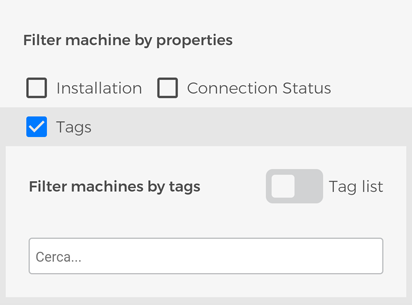 Filter machine by properties
Installation Connection Status
Tags
Filter machines by tags Tag list
Cerca...